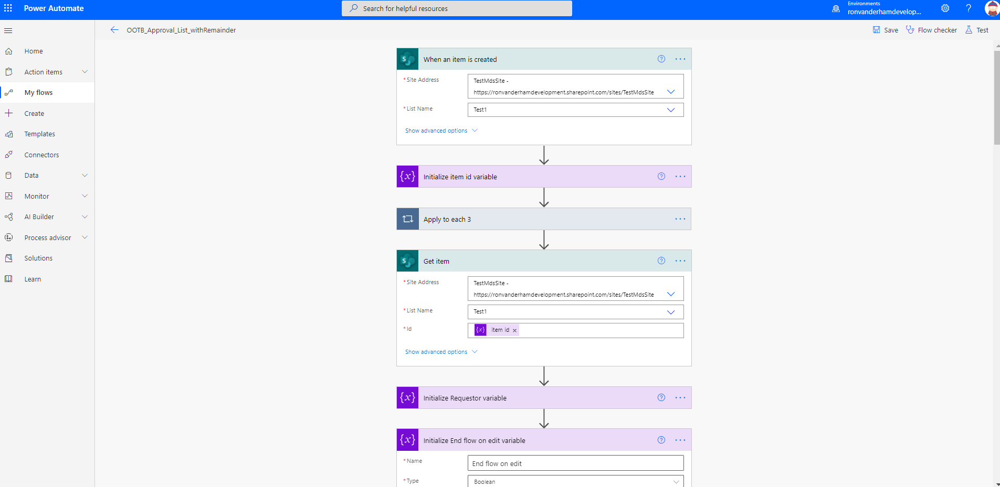 Power Automate
Search for helpful resources
Environments
ronvanderhamdevelop...
OOTB_Approval_List_withRemainder
Save
Flow checker
Test
Home
Action items
My flows
Create
Templates
Connectors
Data
Monitor
AI Builder
Process advisor
Solutions
Learn
When an item is created
* Site Address
TestMdsSite -
https://ronvanderhamdevelopment.sharepoint.com/sites/TestMdsSite
* List Name
Test1
Show advanced options
{x} Initialize item id variable
Apply to each 3
Get item
* Site Address
TestMdsSite -
https://ronvanderhamdevelopment.sharepoint.com/sites/TestMdsSite
* List Name
Test1
* Id
{x} item id ×
Show advanced options
{x} Initialize Requestor variable
{x} Initialize End flow on edit variable
* Name
End flow on edit
* Type
Boolean